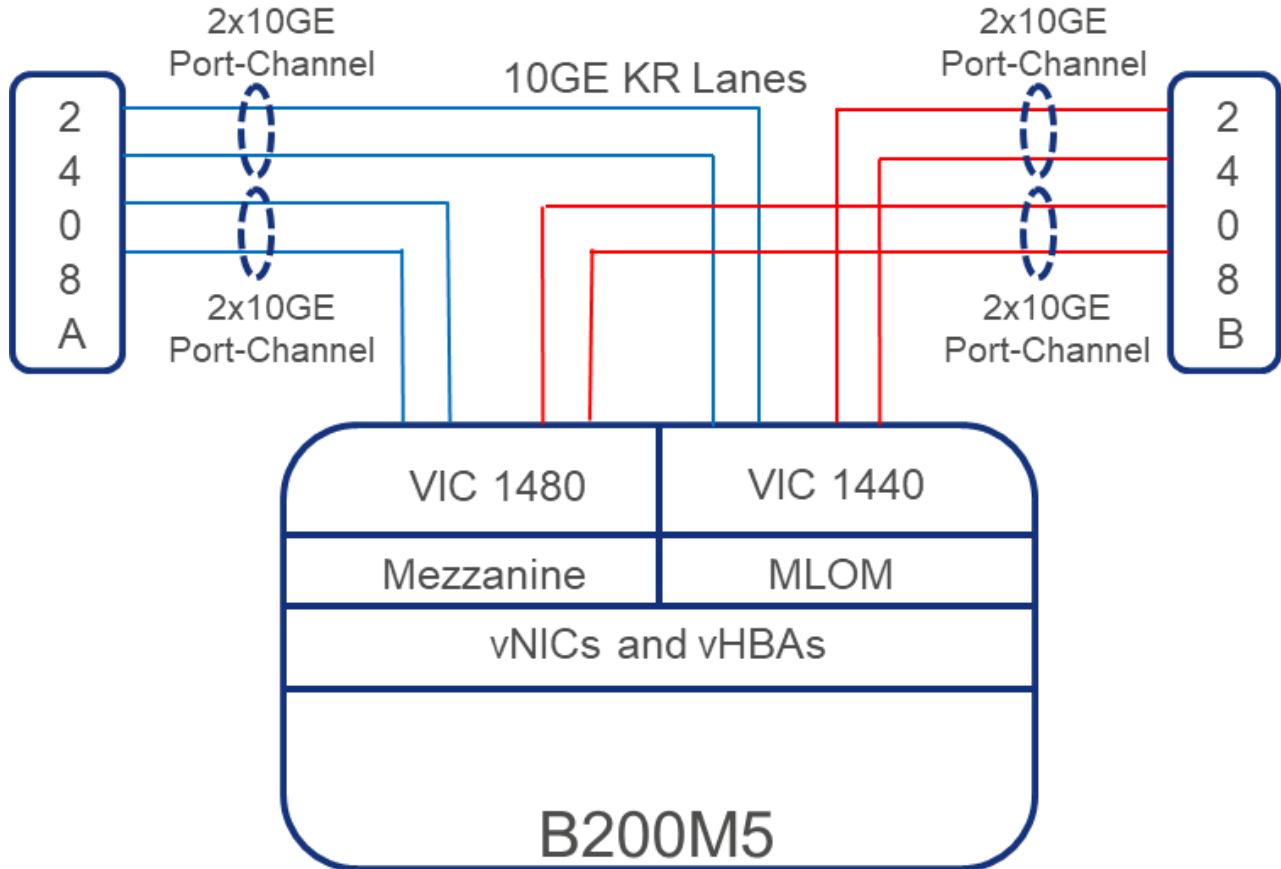 2x10GE
Port-Channel
10GE KR Lanes
2x10GE
Port-Channel
2
4
0
8
A
2x10GE
Port-Channel
2x10GE
Port-Channel
2
4
0
8
B
VIC 1480
VIC 1440
Mezzanine
MLOM
vNICs and vHBAs
B200M5